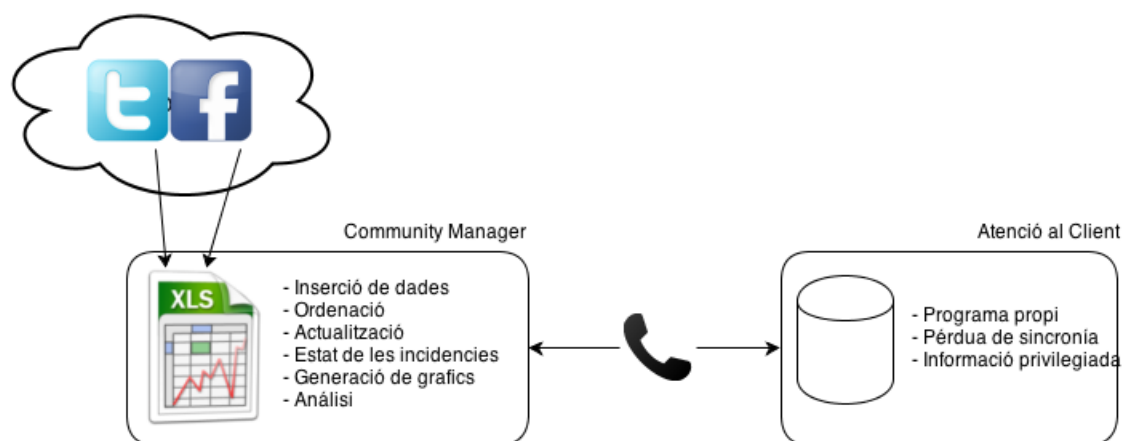 Community Manager
XLS
- Inserció de dades
- Ordenació
- Actualització
- Estat de les incidencies
- Generació de grafics
- Análisi
Atenció al Client
- Programa propi
- Pérdua de sincronía
- Informació privilegiada